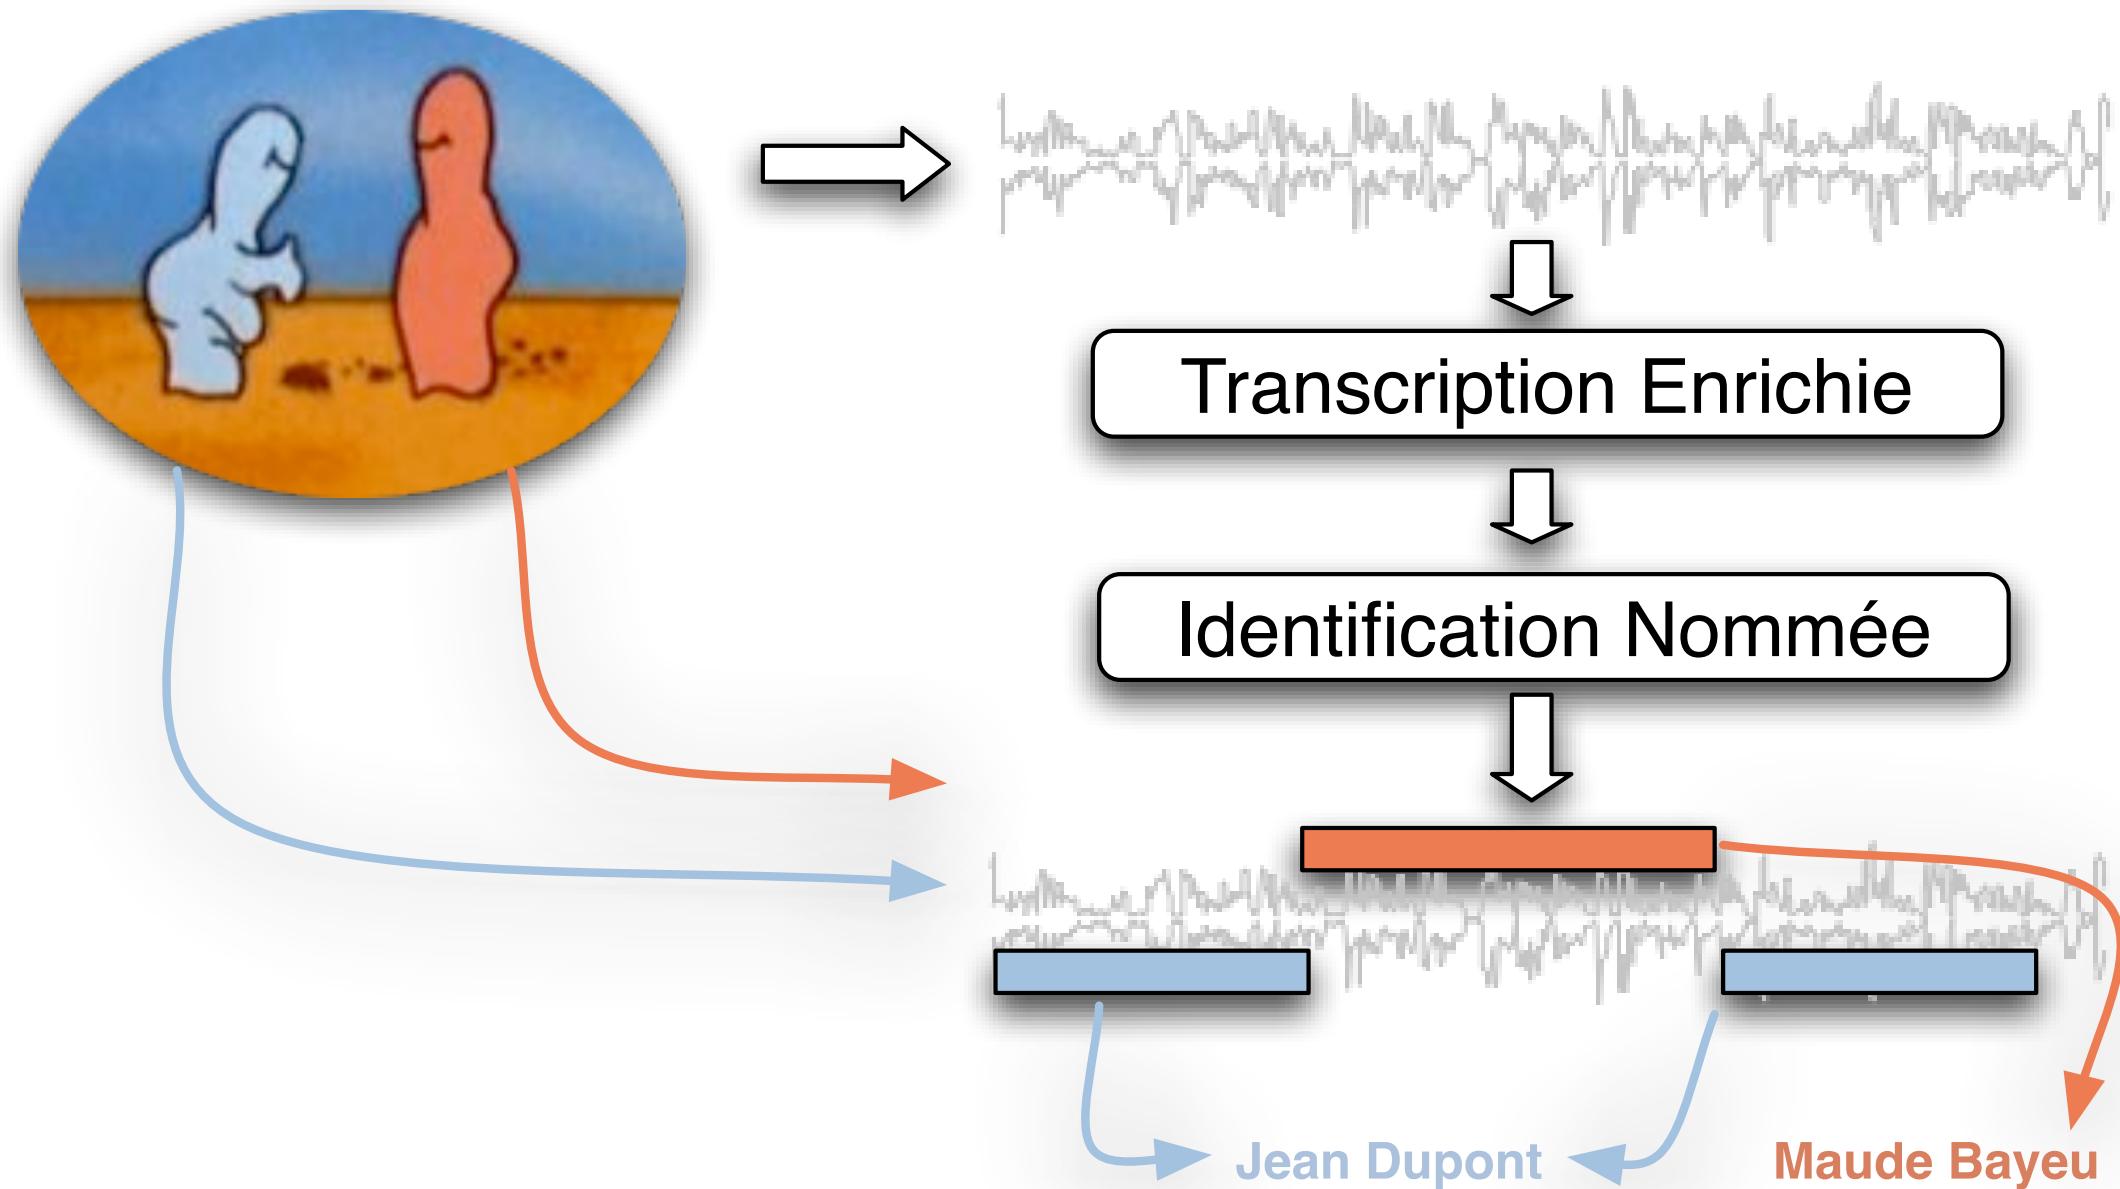 Transcription Enrichie
Identification Nommée
Jean Dupont
Maude Bayeu